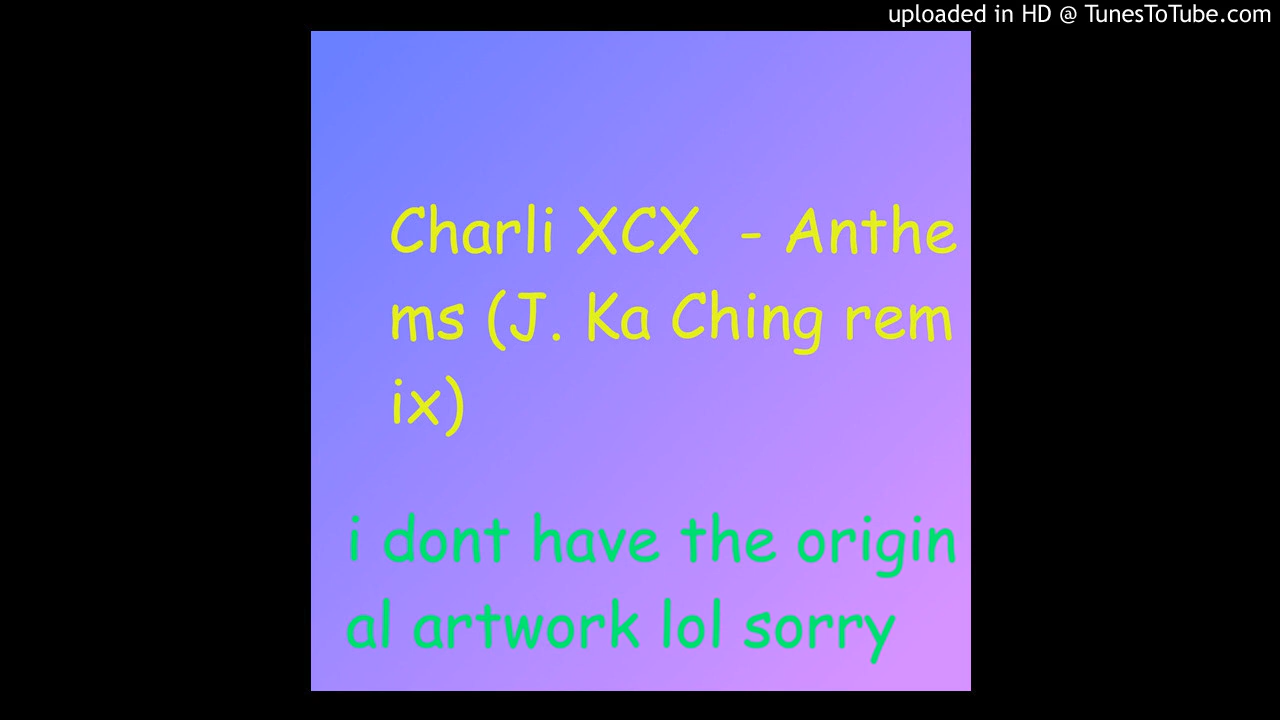 uploaded in HD @ TunesToTube.com
Charli XCX  - Anthe
ms (J. Ka Ching rem
ix)
i dont have the origin
al artwork lol sorry